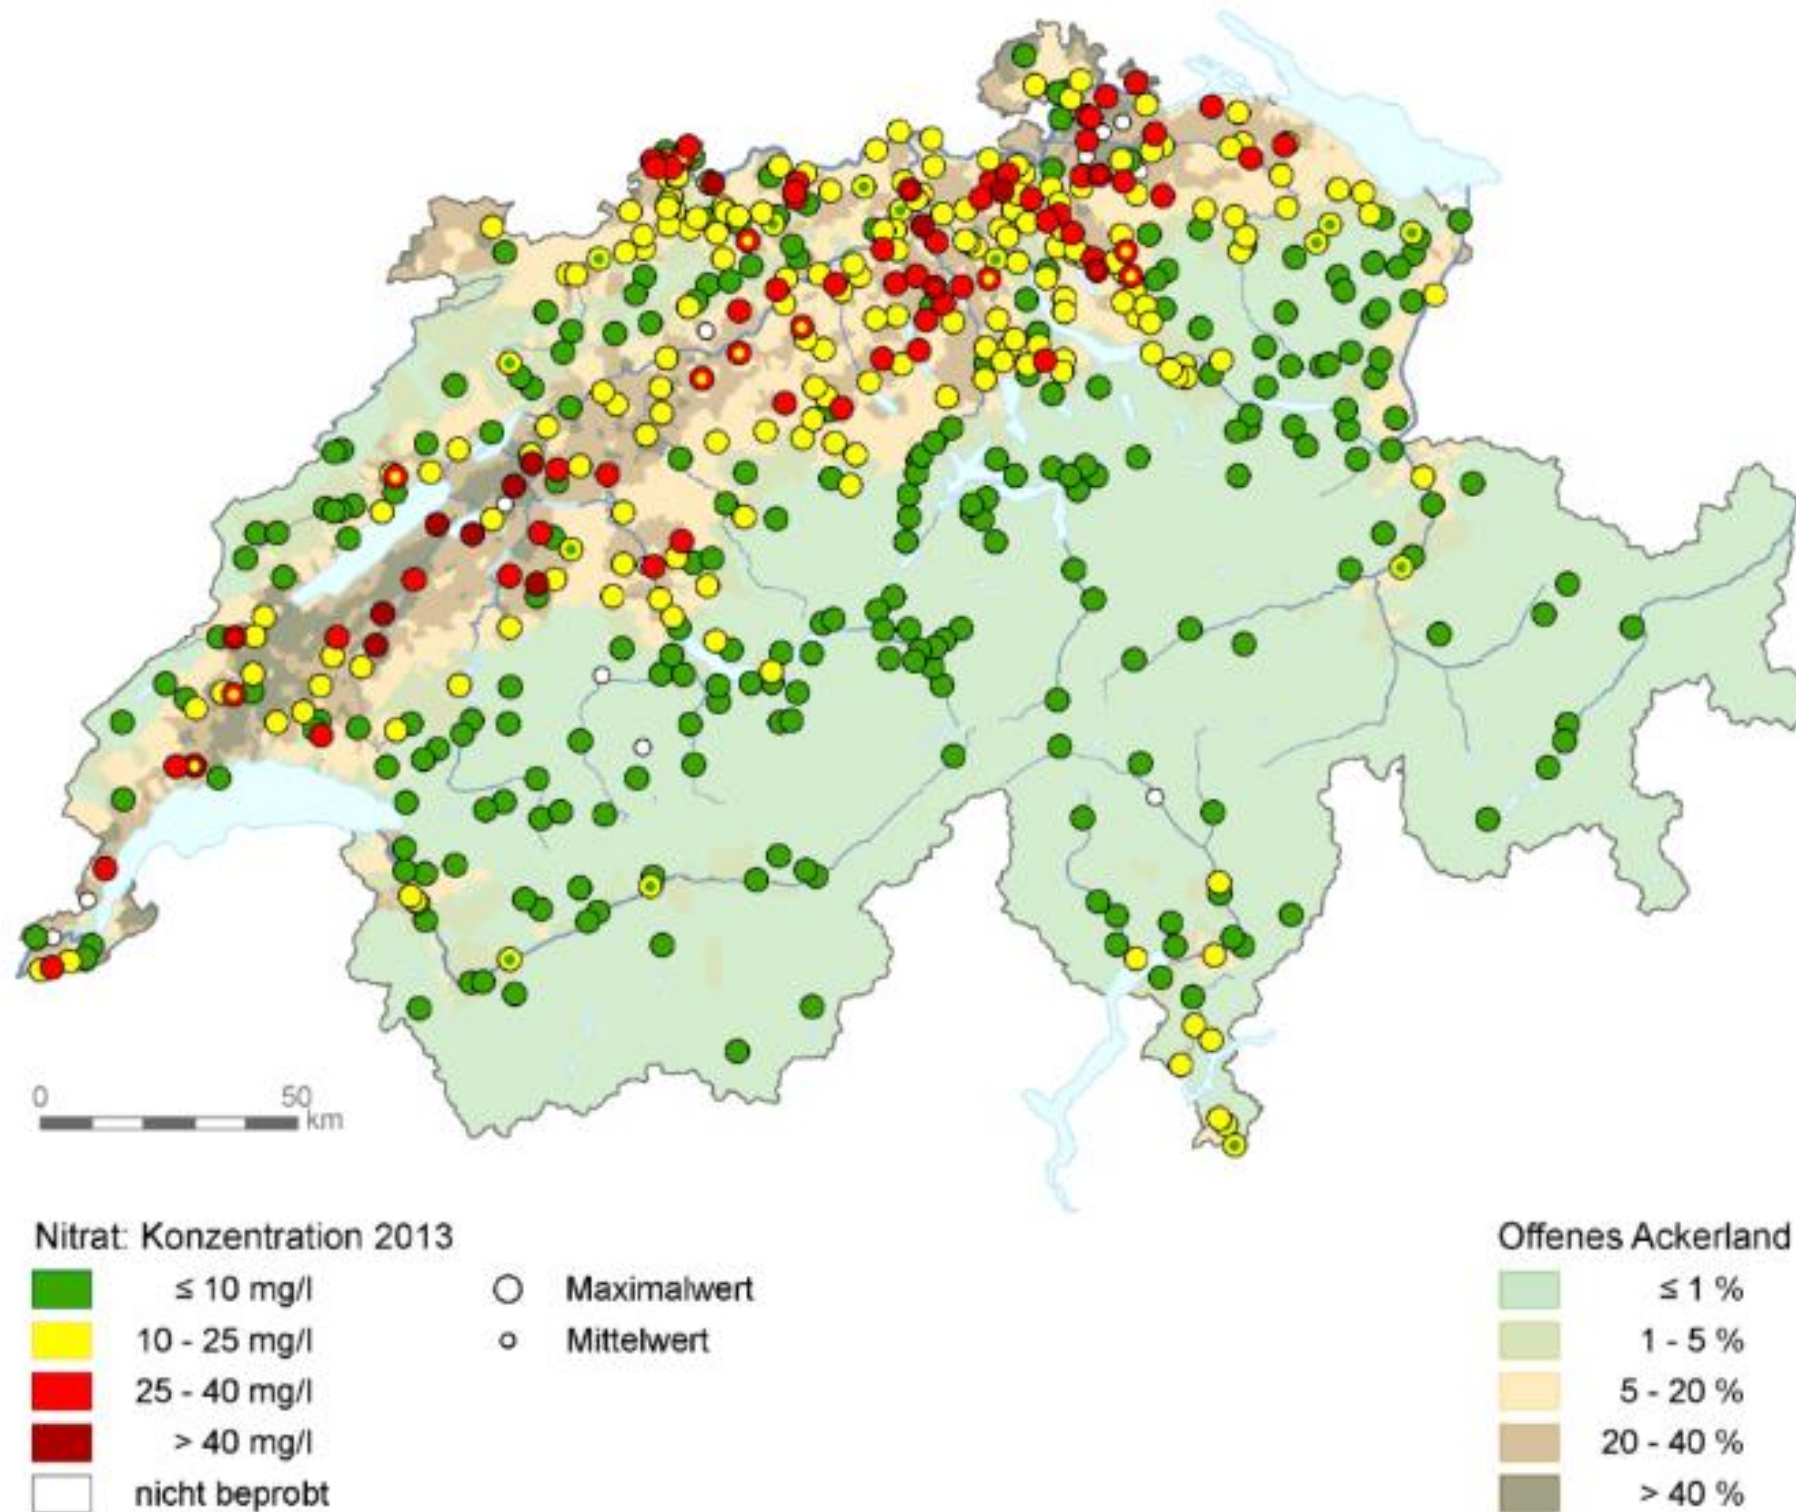 0 50
km
Nitrat: Konzentration 2013
≤ 10 mg/l
10 - 25 mg/l
25 - 40 mg/l
> 40 mg/l
nicht beprobt
Maximalwert
Mittelwert
Offenes Ackerland
≤ 1 %
1 - 5 %
5 - 20 %
20 - 40 %
> 40 %